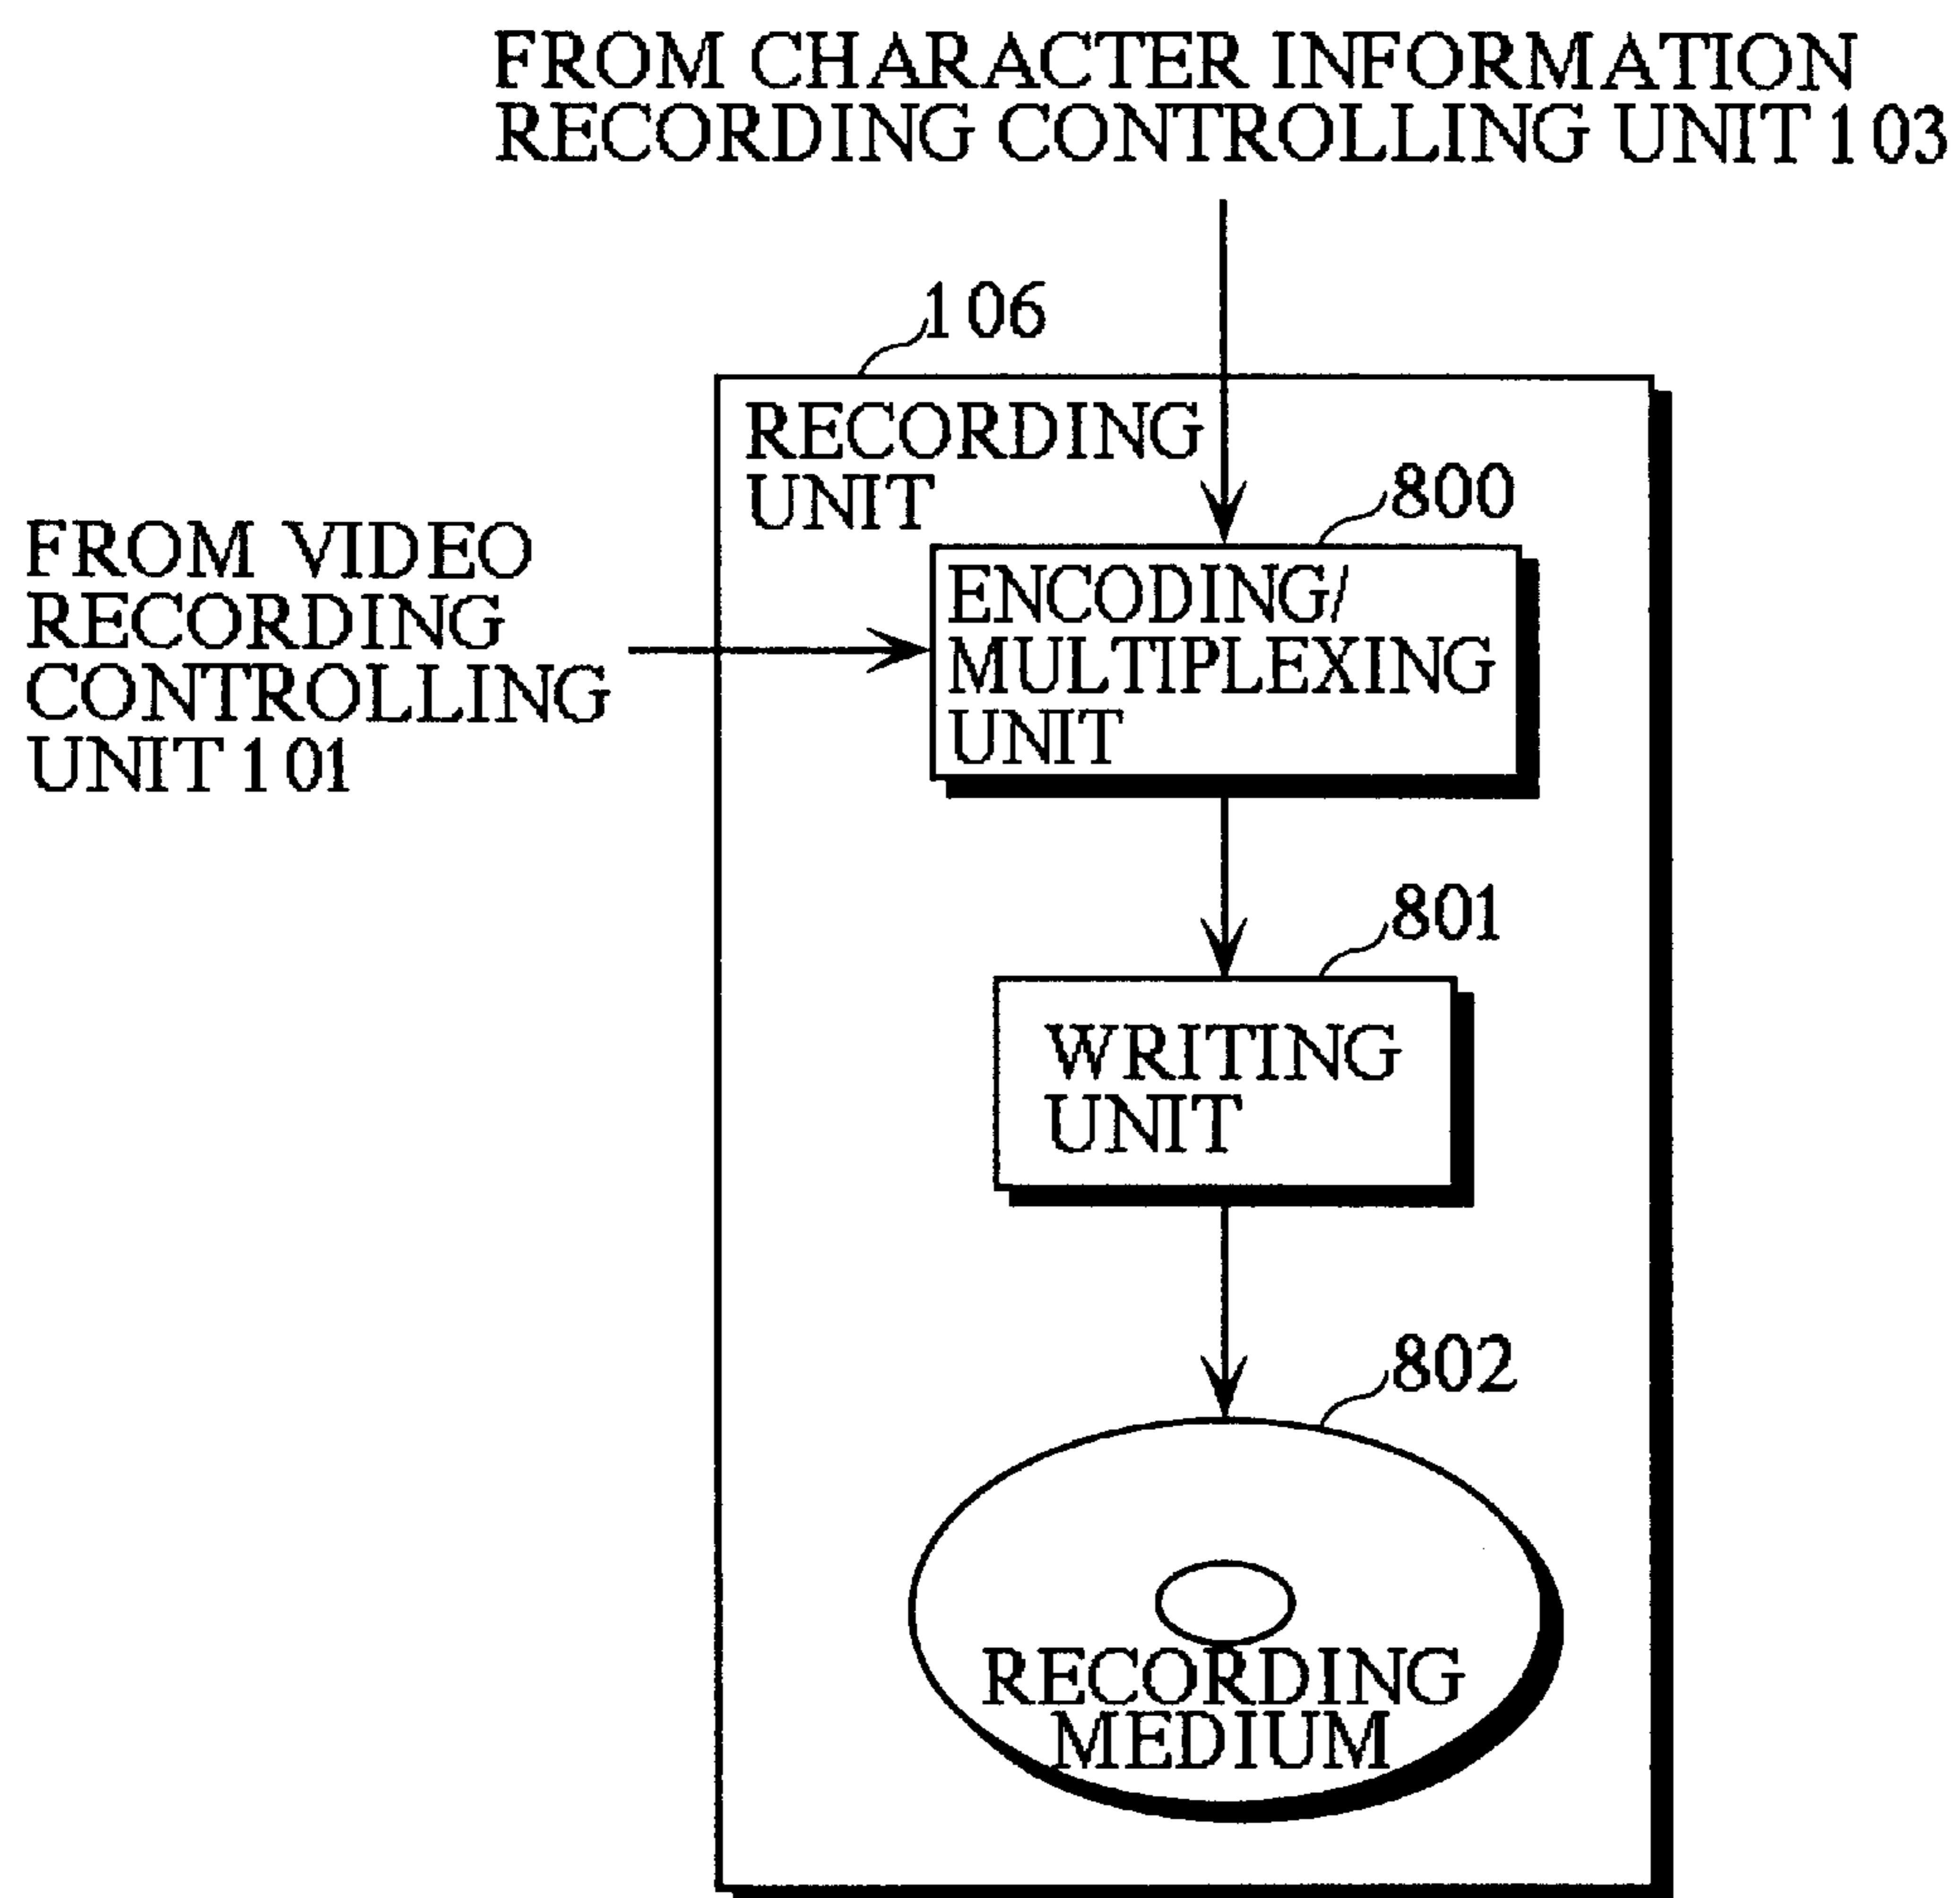 FROM CHARACTER INFORMATION
RECORDING CONTROLLING UNIT 103
106
RECORDING
UNIT
800
FROM VIDEO
RECORDING
CONTROLLING
UNIT 101
ENCODING/
MULTIPLEXING
UNIT
801
WRITING
UNIT
802
RECORDING
MEDIUM